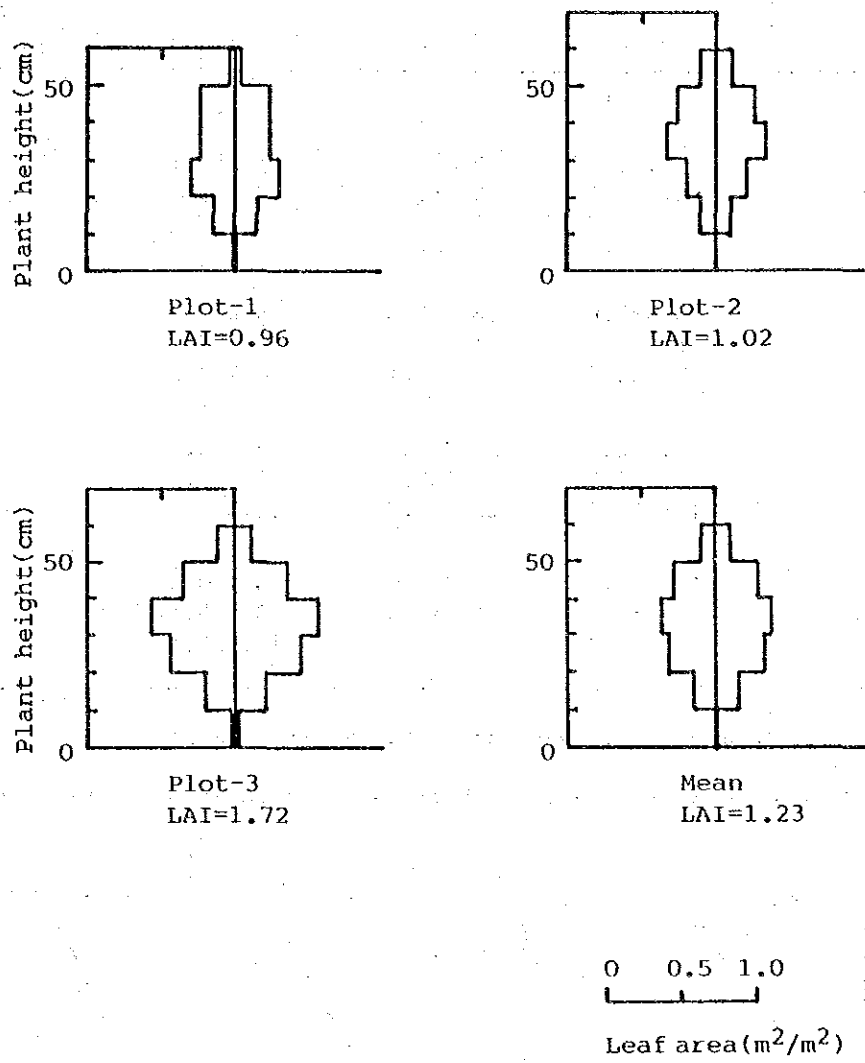 Plant height(cm)
50
0
Plot-1
LAI=0.96
50
0
Plot-2
LAI=1.02
Plant height(cm)
50
0
Plot-3
LAI=1.72
50
0
Mean
LAI=1.23
0 0.5 1.0
Leaf area(m²/m²)